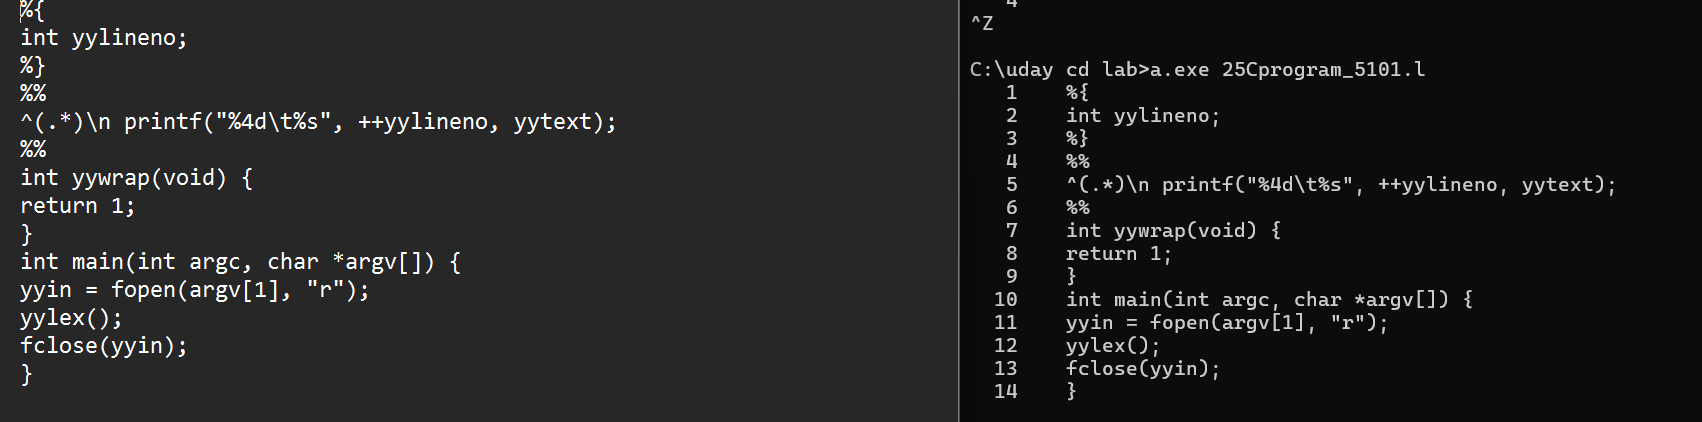 %{
int yylineno;
%}
%%
^(.*)\n printf("%4d\t%s", ++yylineno, yytext);
%%
int yywrap(void) {
return 1;
}
int main(int argc, char *argv[]) {
yyin = fopen(argv[1], "r");
yylex();
fclose(yyin);
}
4
^Z
C:\uday cd lab>a.exe 25Cprogram_5101.l
1 %{
2 int yylineno;
3 %}
4 %%
5 ^(.*)\n printf("%4d\t%s", ++yylineno, yytext);
6 %%
7 int yywrap(void) {
8 return 1;
9 }
10 int main(int argc, char *argv[]) {
11 yyin = fopen(argv[1], "r");
12 yylex();
13 fclose(yyin);
14 }